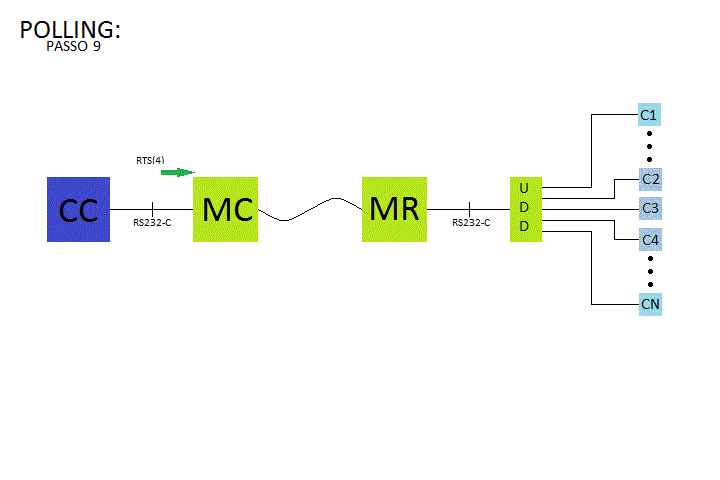 POLLING:
PASSO 9
RTS(4)
CC
RS232-C
MC
MR
RS232-C
U
D
D
C1
C2
C3
C4
CN